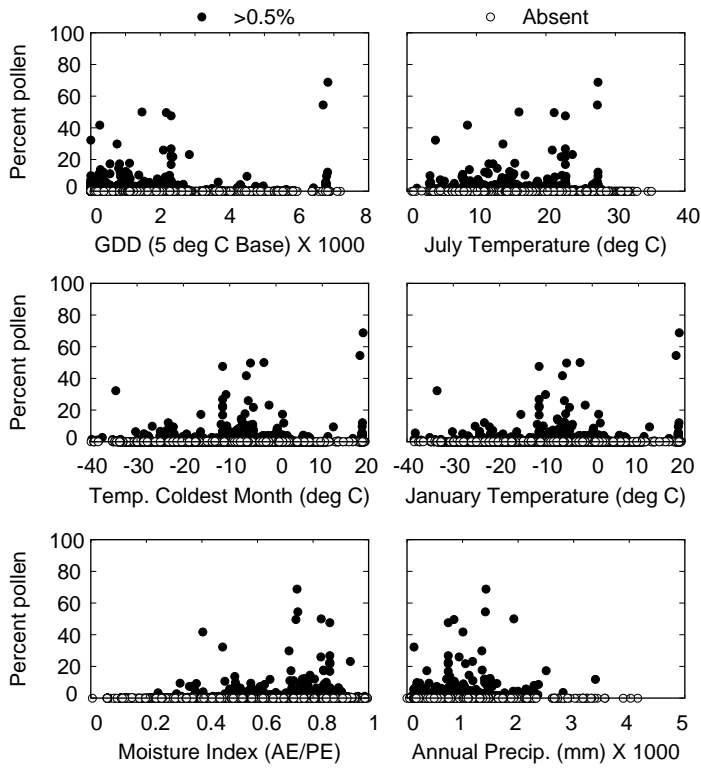 >0.5% Absent
Percent pollen
100
80
60
40
20
0
0 2 4 6 8
GDD (5 deg C Base) X 1000
0 10 20 30 40
July Temperature (deg C)
Percent pollen
100
80
60
40
20
0
-40 -30 -20 -10 0 10 20
Temp. Coldest Month (deg C)
-40 -30 -20 -10 0 10 20
January Temperature (deg C)
Percent pollen
100
80
60
40
20
0
0 0.2 0.4 0.6 0.8 1
Moisture Index (AE/PE)
0 1 2 3 4 5
Annual Precip. (mm) X 1000